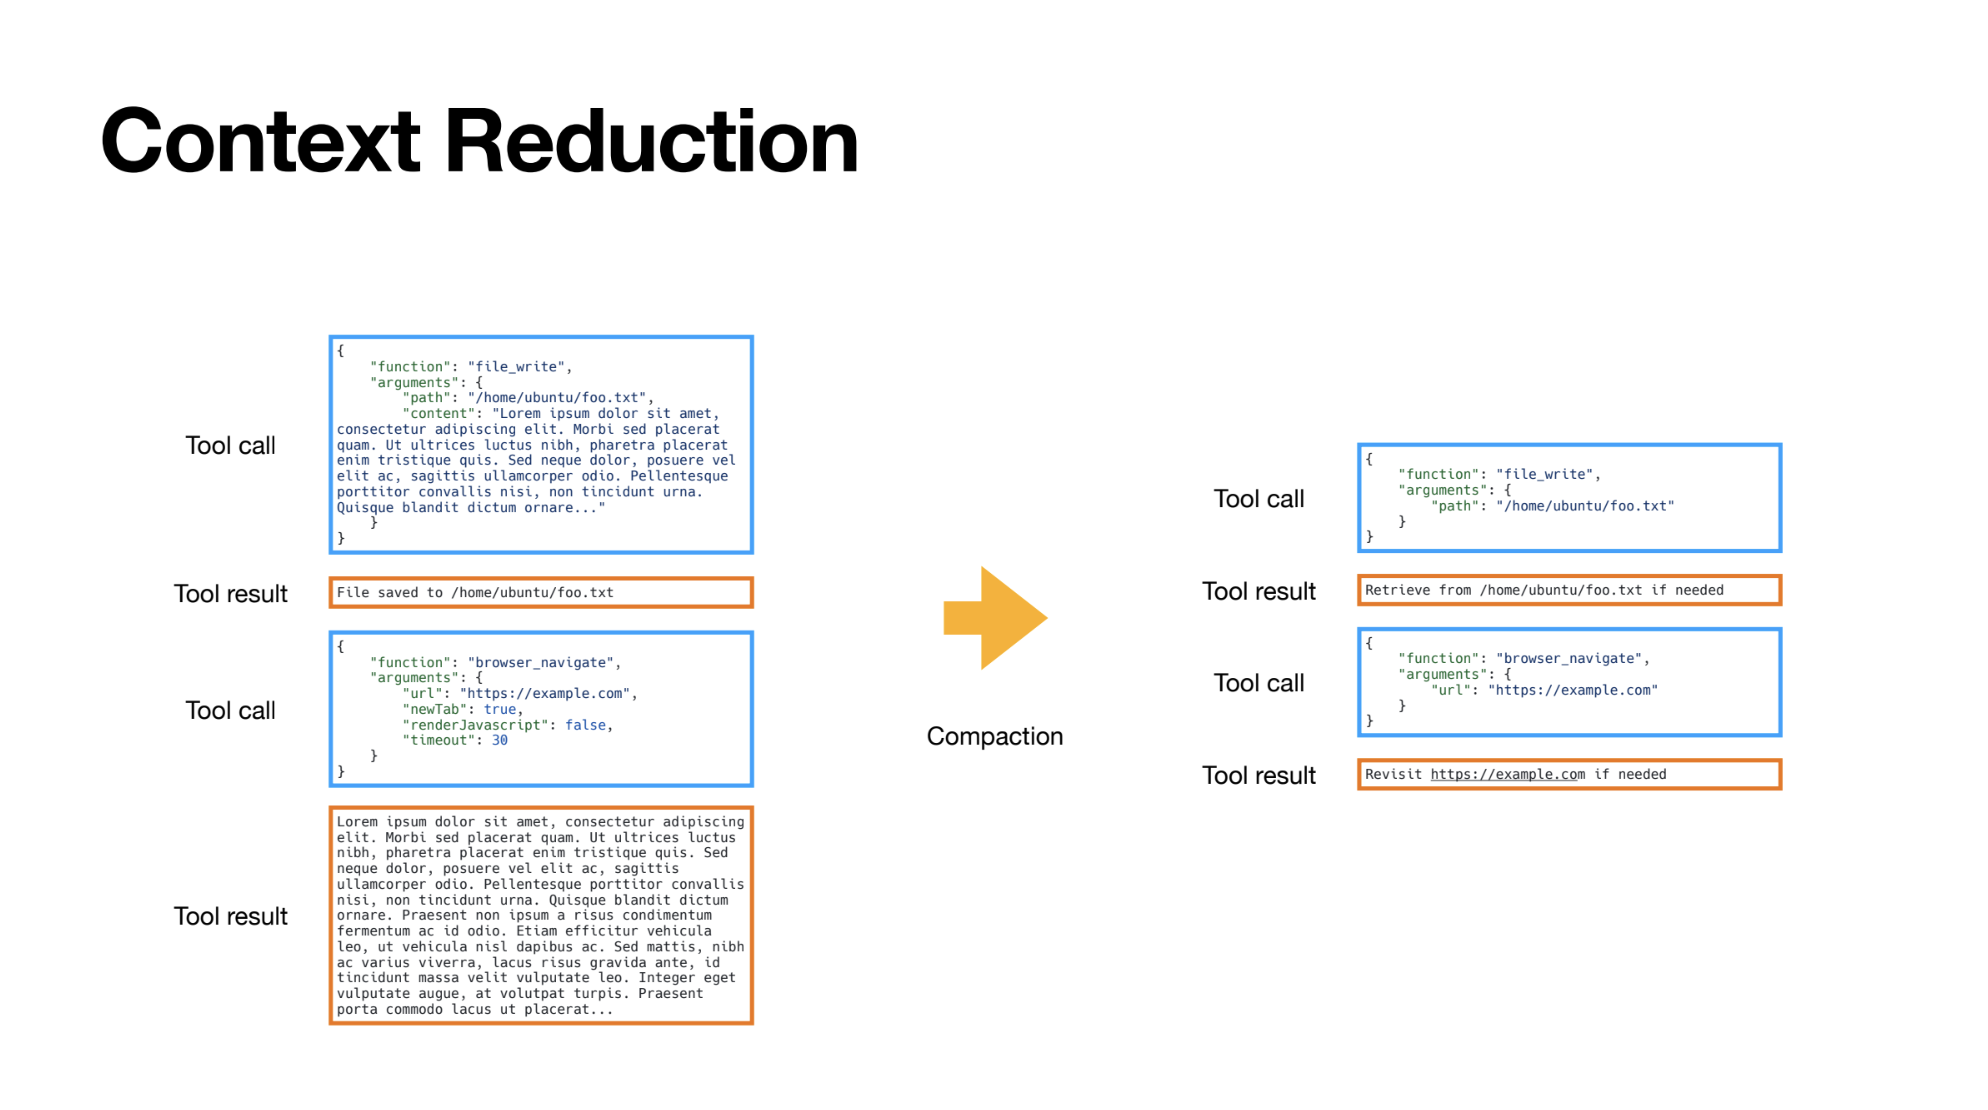 Context Reduction
Tool call
{
    "function": "file_write",
    "arguments": {
        "path": "/home/ubuntu/foo.txt",
        "content": "Lorem ipsum dolor sit amet,
consectetur adipiscing elit. Morbi sed placerat
quam. Ut ultrices luctus nibh, pharetra placerat
enim tristique quis. Sed neque dolor, posuere vel
elit ac, sagittis ullamcorper odio. Pellentesque
porttitor convallis nisi, non tincidunt urna.
Quisque blandit dictum ornare..."
    }
}
Tool result
File saved to /home/ubuntu/foo.txt
Tool call
{
    "function": "browser_navigate",
    "arguments": {
        "url": "https://example.com",
        "newTab": true,
        "renderJavascript": false,
        "timeout": 30
    }
}
Tool result
Lorem ipsum dolor sit amet, consectetur adipiscing
elit. Morbi sed placerat quam. Ut ultrices luctus
nibh, pharetra placerat enim tristique quis. Sed
neque dolor, posuere vel elit ac, sagittis
ullamcorper odio. Pellentesque porttitor convallis
nisi, non tincidunt urna. Quisque blandit dictum
ornare. Praesent non ipsum a risus condimentum
fermentum ac id odio. Etiam efficitur vehicula
leo, ut vehicula nisl dapibus ac. Sed mattis, nibh
ac varius viverra, lacus risus gravida ante, id
tincidunt massa velit vulputate leo. Integer eget
vulputate augue, at volutpat turpis. Praesent
porta commodo lacus ut placerat...
Compaction
Tool call
{
    "function": "file_write",
    "arguments": {
        "path": "/home/ubuntu/foo.txt"
    }
}
Tool result
Retrieve from /home/ubuntu/foo.txt if needed
Tool call
{
    "function": "browser_navigate",
    "arguments": {
        "url": "https://example.com"
    }
}
Tool result
Revisit https://example.com if needed